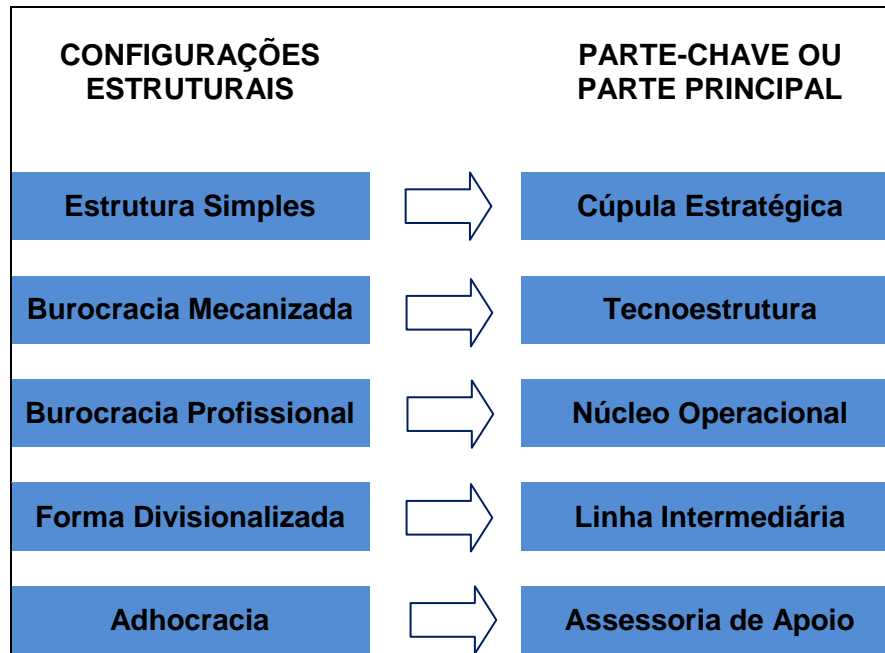 CONFIGURAÇÕES
ESTRUTURAIS
PARTE-CHAVE OU
PARTE PRINCIPAL
Estrutura Simples
Cúpula Estratégica
Burocracia Mecanizada
Tecnoestrutura
Burocracia Profissional
Núcleo Operacional
Forma Divisionalizada
Linha Intermediária
Adhocracia
Assessoria de Apoio